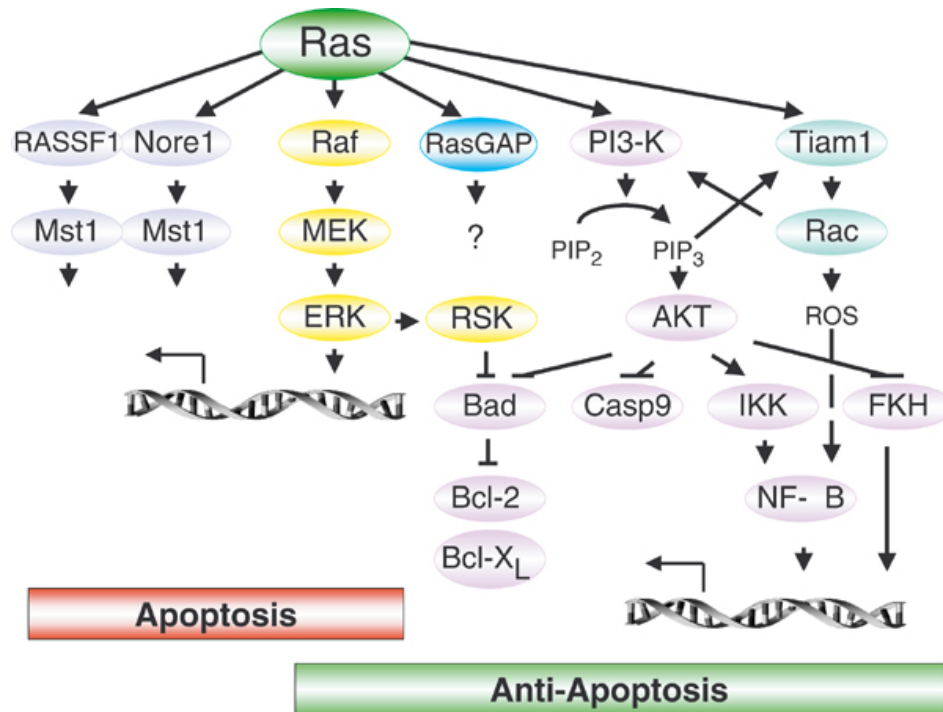 Ras
RASSF1 Nore1 Raf RasGAP PI3-K Tiam1
Mst1 Mst1 MEK ? PIP2 PIP3 Rac
ERK RSK AKT ROS
Bad Casp9 IKK FKH
Bcl-2 NF- B
Bcl-XL
Apoptosis
Anti-Apoptosis